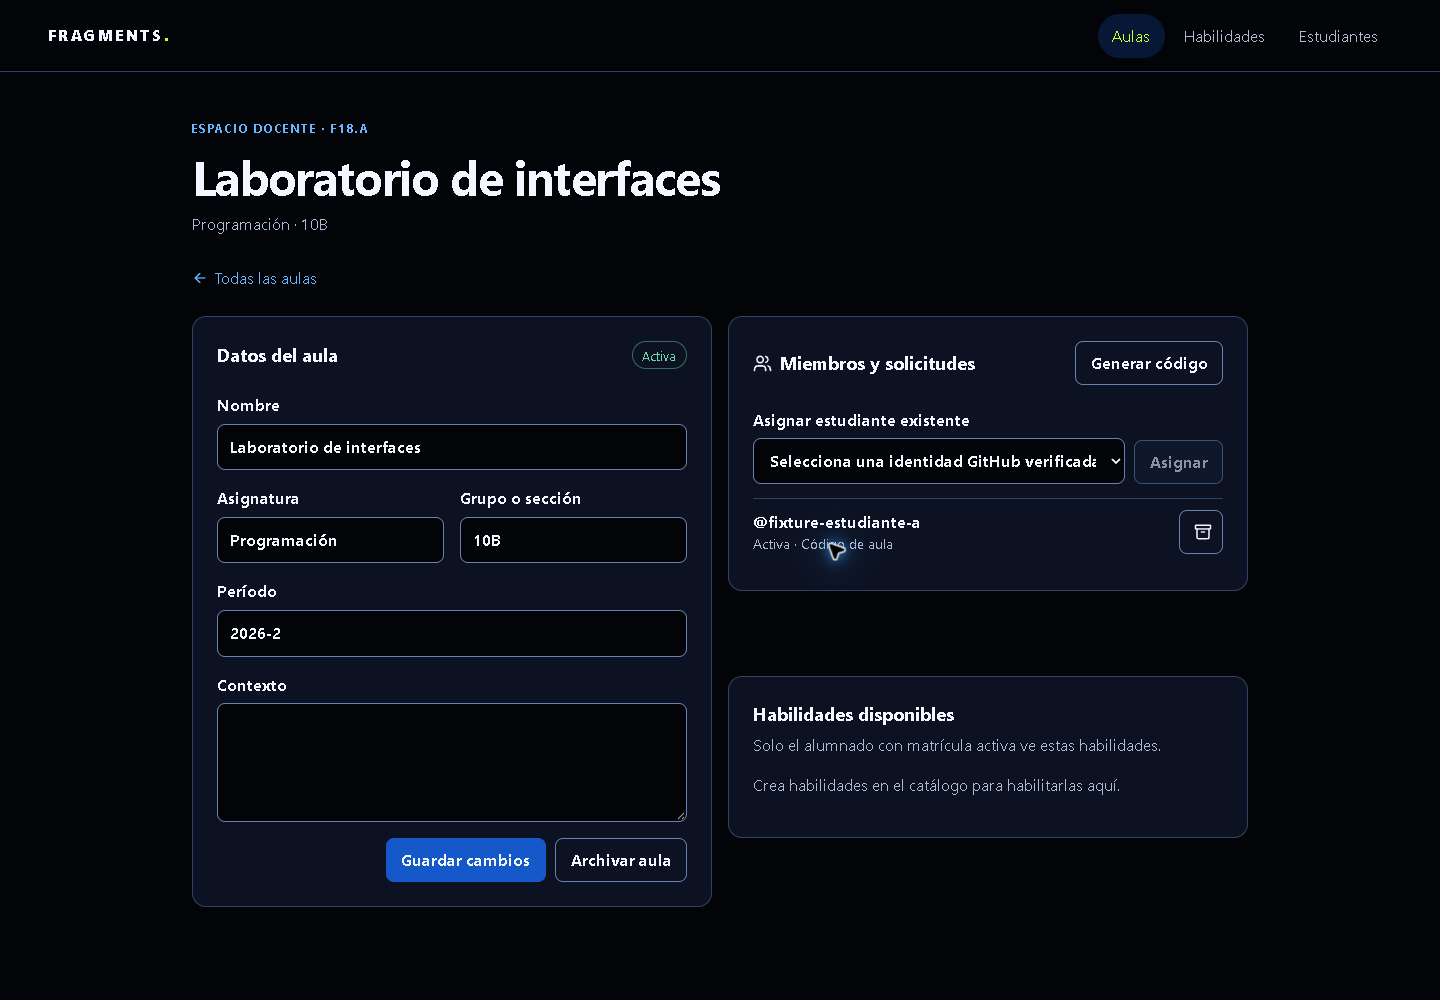 FRAGMENTS.
Aulas
Habilidades
Estudiantes
ESPACIO DOCENTE · F18.A
Laboratorio de interfaces
Programación · 10B
Todas las aulas
Datos del aula
Activa
Nombre
Laboratorio de interfaces
Asignatura
Grupo o sección
Programación
10B
Período
2026-2
Contexto
Guardar cambios
Archivar aula
Miembros y solicitudes
Generar código
Asignar estudiante existente
Selecciona una identidad GitHub verificada
Asignar
@fixture-estudiante-a
Activa · Código de aula
Habilidades disponibles
Solo el alumnado con matrícula activa ve estas habilidades.
Crea habilidades en el catálogo para habilitarlas aquí.